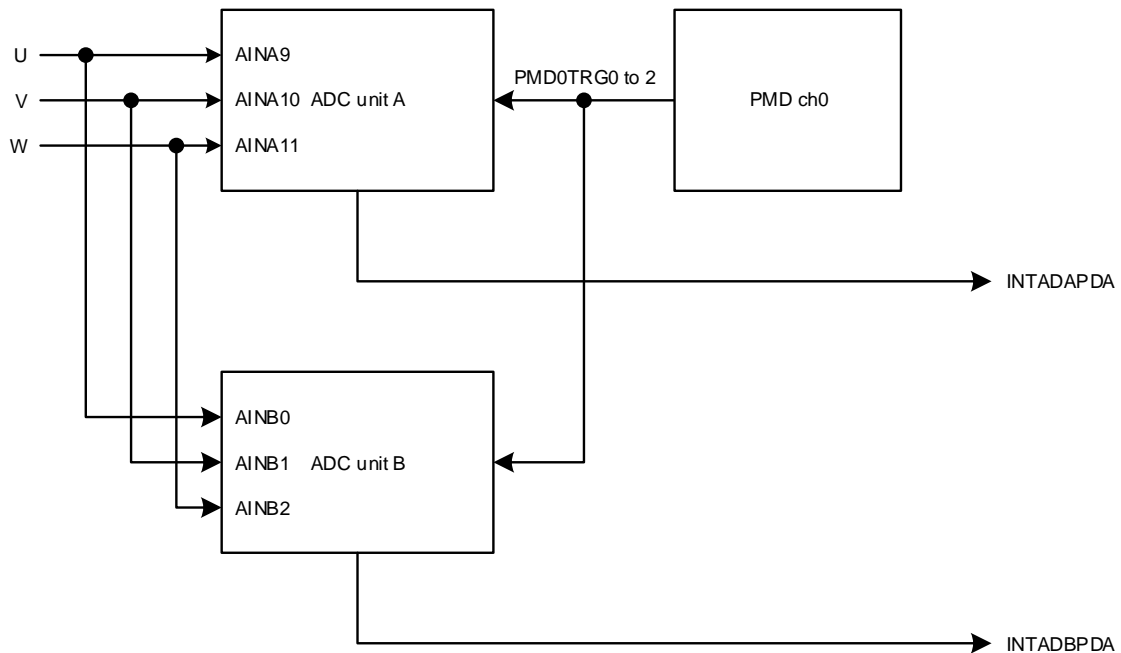 U
AINA9
PMD0TRG0 to 2
V
AINA10 ADC unit A
PMD ch0
W
AINA11
INTADAPDA
AINB0
AINB1 ADC unit B
AINB2
INTADBPDA